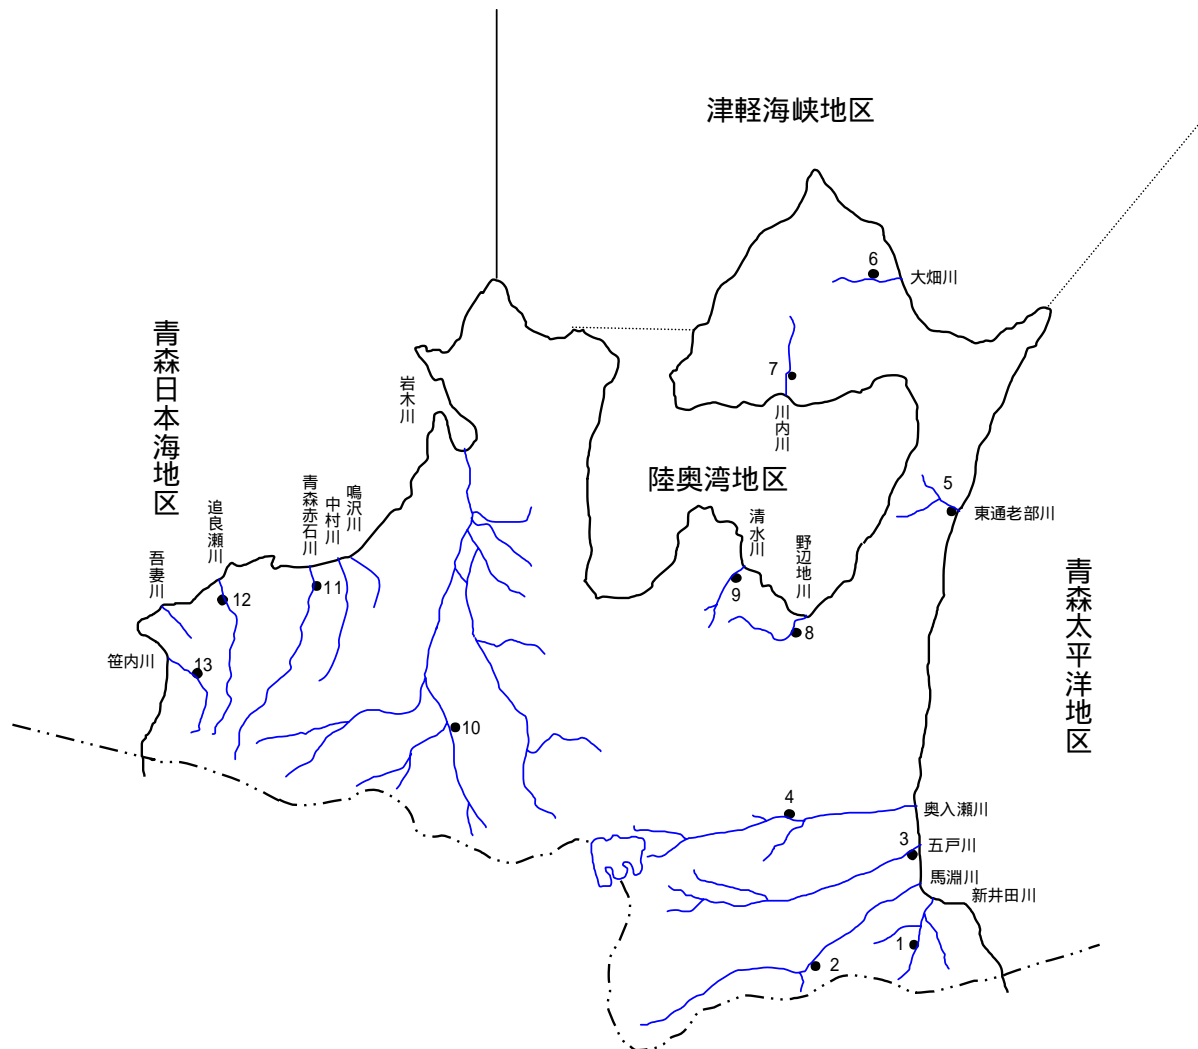 津軽海峡地区
6
大畑川
青森日本海地区
岩木川
7
川内川
陸奥湾地区
5
東通老部川
青森赤石川
中村川
鳴沢川
追良瀬川
吾妻川
清水川
野辺地川
青森太平洋地区
9
8
11
12
13
笹内川
10
4
奥入瀬川
3
五戸川
馬淵川
新井田川
1
2